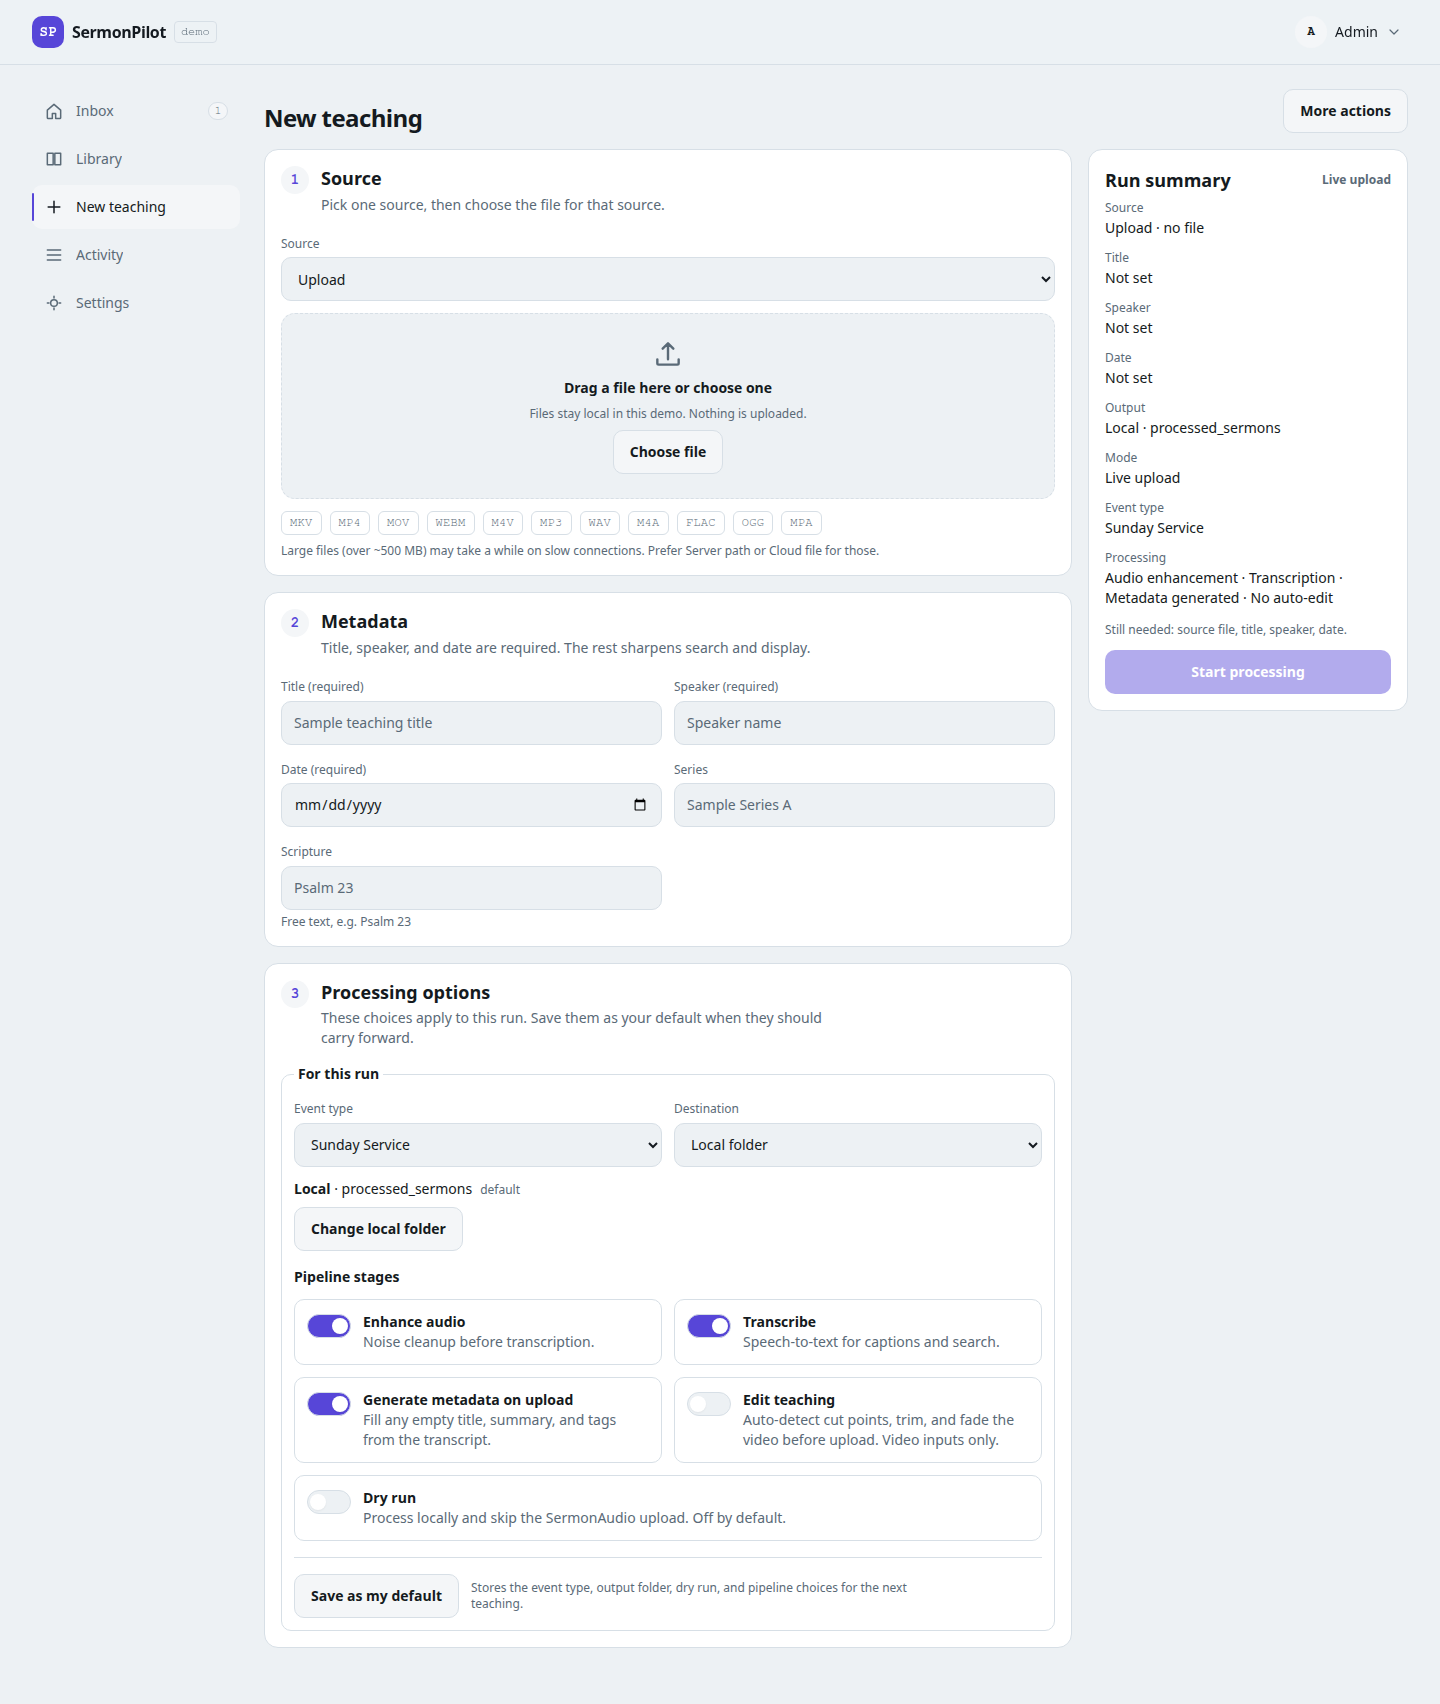 SP SermonPilot demo
A Admin
Inbox 1
Library
New teaching
Activity
Settings
New teaching
More actions
1 Source
Pick one source, then choose the file for that source.
Source
Upload
Drag a file here or choose one
Files stay local in this demo. Nothing is uploaded.
Choose file
MKV MP4 MOV WEBM M4V MP3 WAV M4A FLAC OGG MPA
Large files (over ~500 MB) may take a while on slow connections. Prefer Server path or Cloud file for those.
2 Metadata
Title, speaker, and date are required. The rest sharpens search and display.
Title (required) Speaker (required)
Sample teaching title Speaker name
Date (required) Series
mm/dd/yyyy Sample Series A
Scripture
Psalm 23
Free text, e.g. Psalm 23
3 Processing options
These choices apply to this run. Save them as your default when they should
carry forward.
For this run
Event type Destination
Sunday Service Local folder
Local · processed_sermons default
Change local folder
Pipeline stages
Enhance audio
Noise cleanup before transcription.
Transcribe
Speech-to-text for captions and search.
Generate metadata on upload
Fill any empty title, summary, and tags
from the transcript.
Edit teaching
Auto-detect cut points, trim, and fade the
video before upload. Video inputs only.
Dry run
Process locally and skip the SermonAudio upload. Off by default.
Save as my default
Stores the event type, output folder, dry run, and pipeline choices for the next
teaching.
Run summary Live upload
Source
Upload · no file
Title
Not set
Speaker
Not set
Date
Not set
Output
Local · processed_sermons
Mode
Live upload
Event type
Sunday Service
Processing
Audio enhancement · Transcription ·
Metadata generated · No auto-edit
Still needed: source file, title, speaker, date.
Start processing